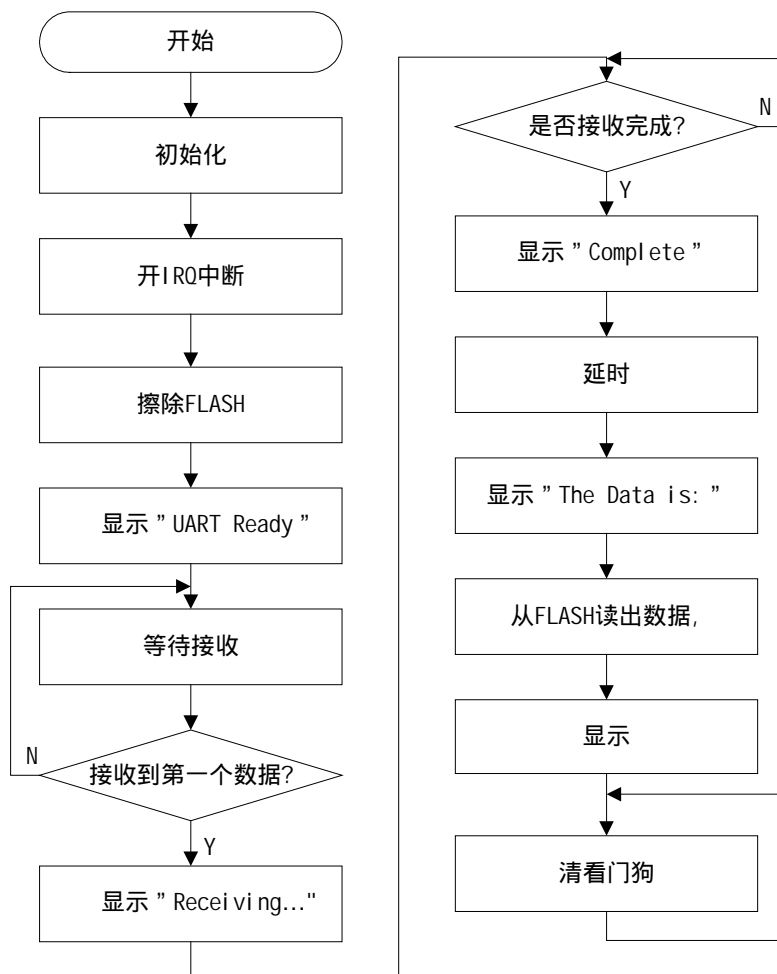 开始
初始化
开IRQ中断
擦除FLASH
显示 ” UART Ready ”
等待接收
N
接收到第一个数据?
Y
显示 ” Receiving..."
N
是否接收完成?
Y
显示 ” Complete ”
延时
显示 ” The Data is: ”
从FLASH读出数据,
显示
清看门狗